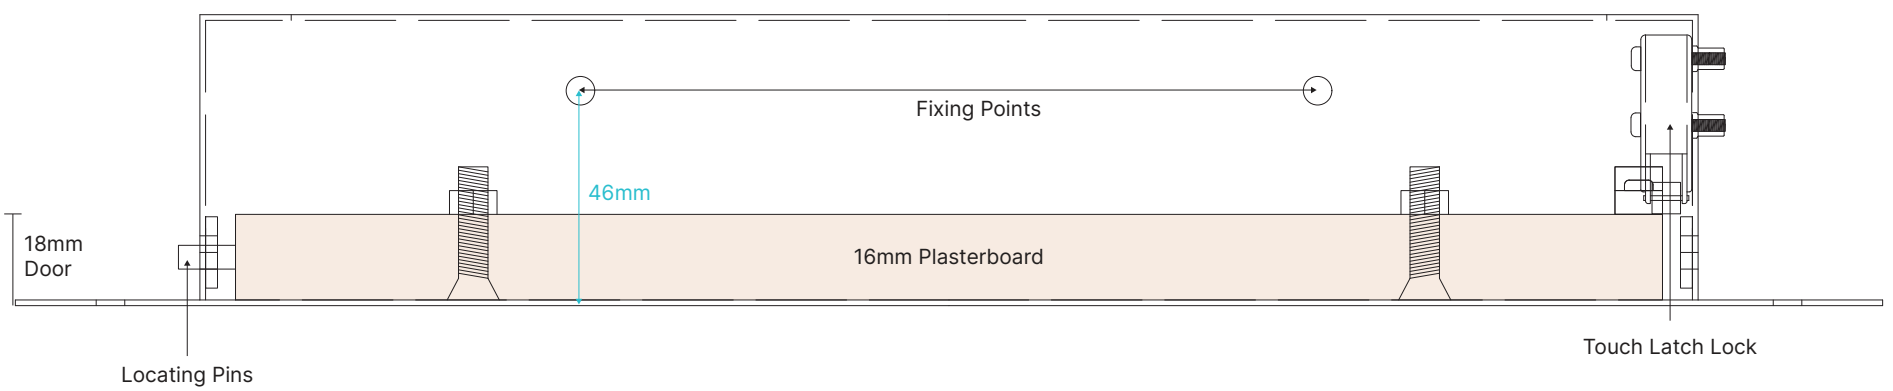 Fixing Points
46mm
18mm
Door
16mm Plasterboard
Touch Latch Lock
Locating Pins